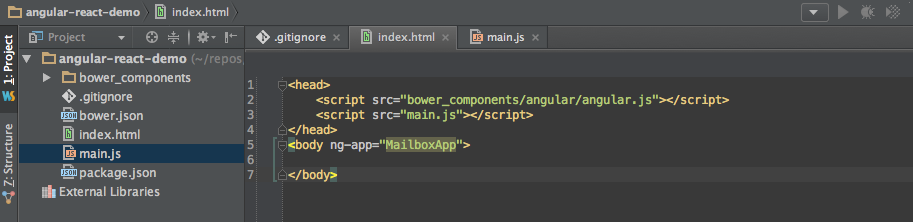 angular-react-demo index.html
1: Project
Z: Structure
Project
angular-react-demo (~/repos,
bower_components
.gitignore
bower.json
index.html
main.js
package.json
External Libraries
.gitignore index.html main.js
1 <head>
2 <script src="bower_components/angular/angular.js"></script>
3 <script src="main.js"></script>
4 </head>
5 <body ng-app="MailboxApp">
6
7 </body>